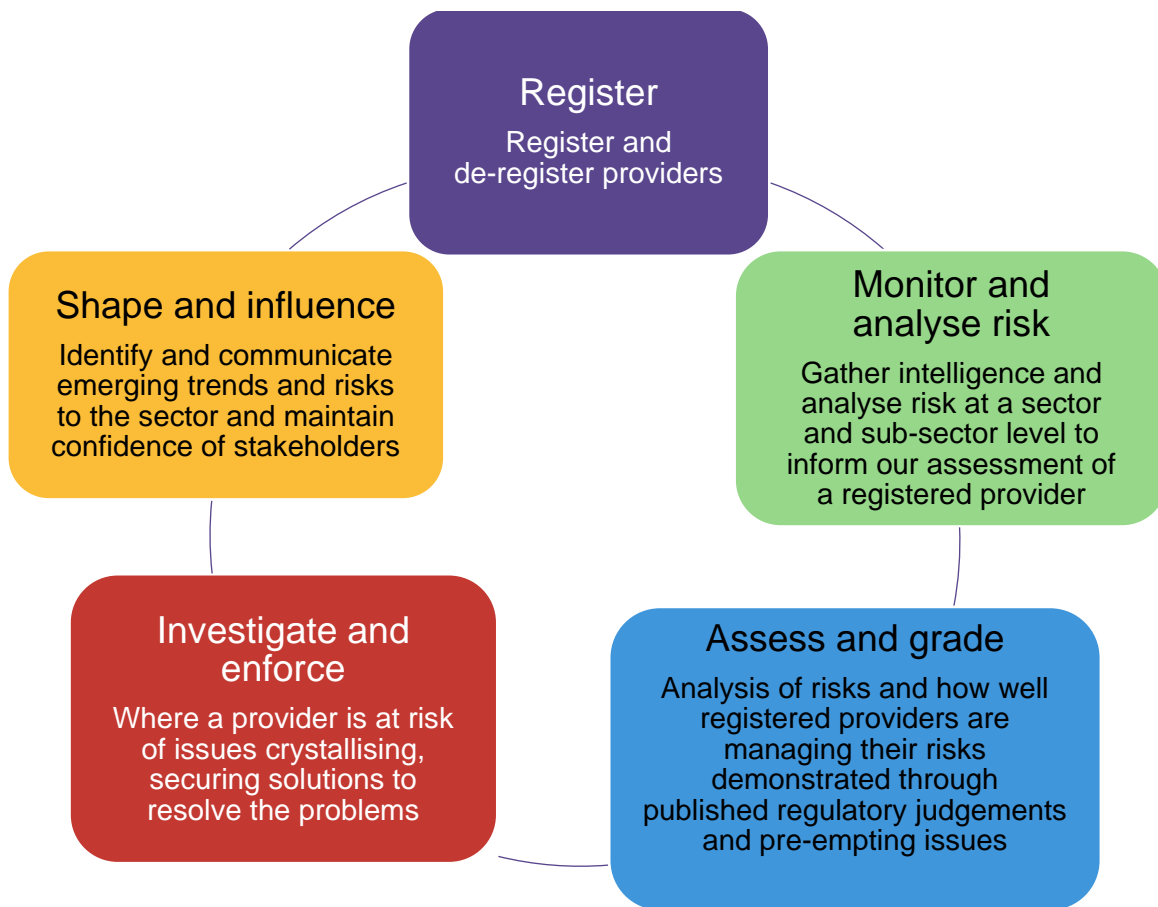 Register
Register and
de-register providers
Monitor and
analyse risk
Gather intelligence and
analyse risk at a sector
and sub-sector level to
inform our assessment of
a registered provider
Assess and grade
Analysis of risks and how well
registered providers are
managing their risks
demonstrated through
published regulatory judgements
and pre-empting issues
Investigate and
enforce
Where a provider is at risk
of issues crystallising,
securing solutions to
resolve the problems
Shape and influence
Identify and communicate
emerging trends and risks
to the sector and maintain
confidence of stakeholders